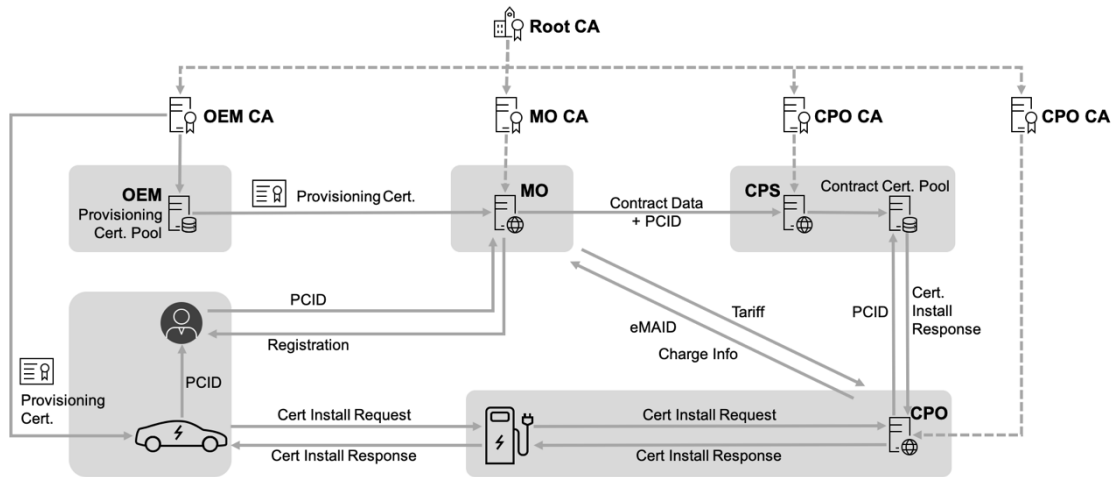 Root CA
OEM CA
MO CA
CPO CA
CPO CA
OEM
Provisioning
Cert. Pool
Provisioning Cert.
MO
Contract Data
+ PCID
CPS
Contract Cert. Pool
PCID
Registration
Tariff
eMAID
Charge Info
PCID
Cert.
Install
Response
PCID
Provisioning
Cert.
Cert Install Request
Cert Install Response
Cert Install Request
Cert Install Response
CPO